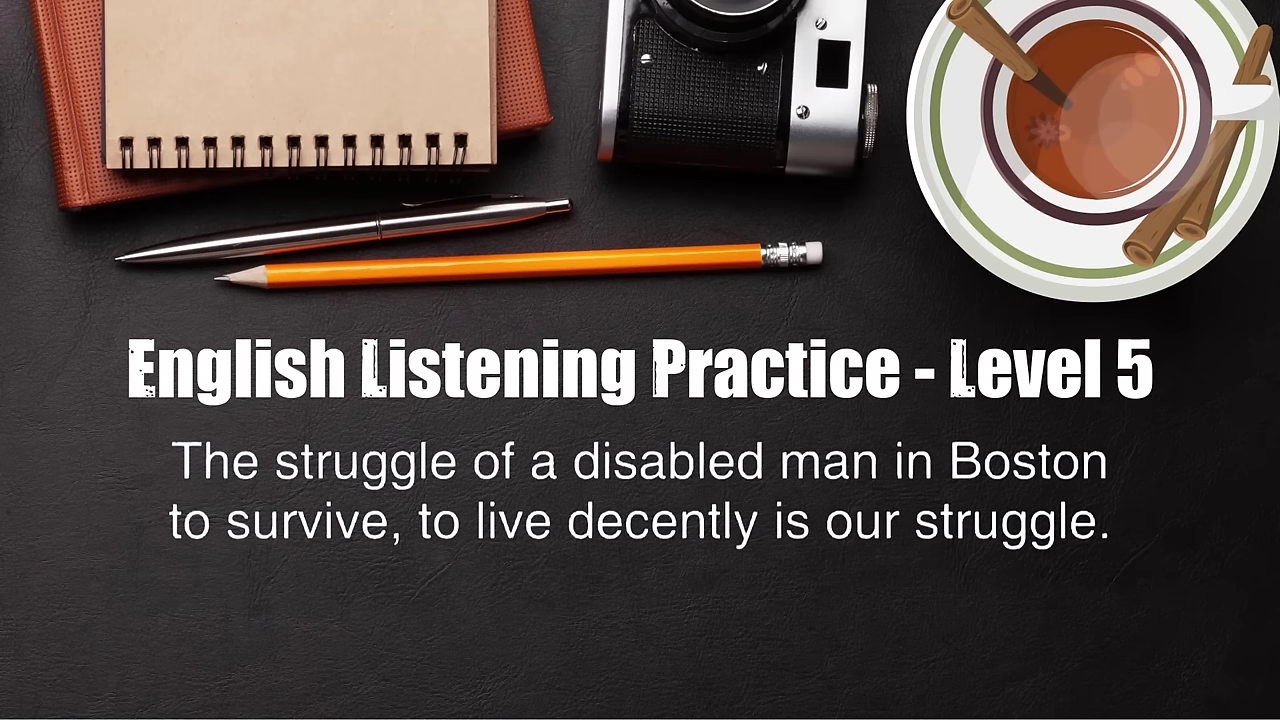 English Listening Practice - Level 5
The struggle of a disabled man in Boston
to survive, to live decently is our struggle.